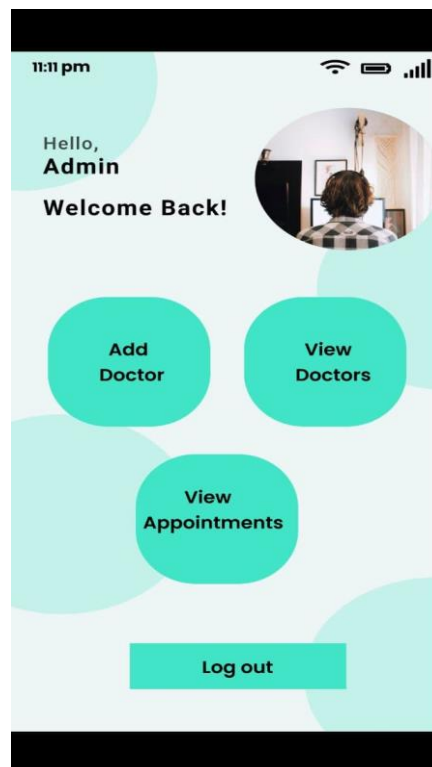 11:11 pm
Hello,
Admin
Welcome Back!
Add
Doctor
View
Doctors
View
Appointments
Log out